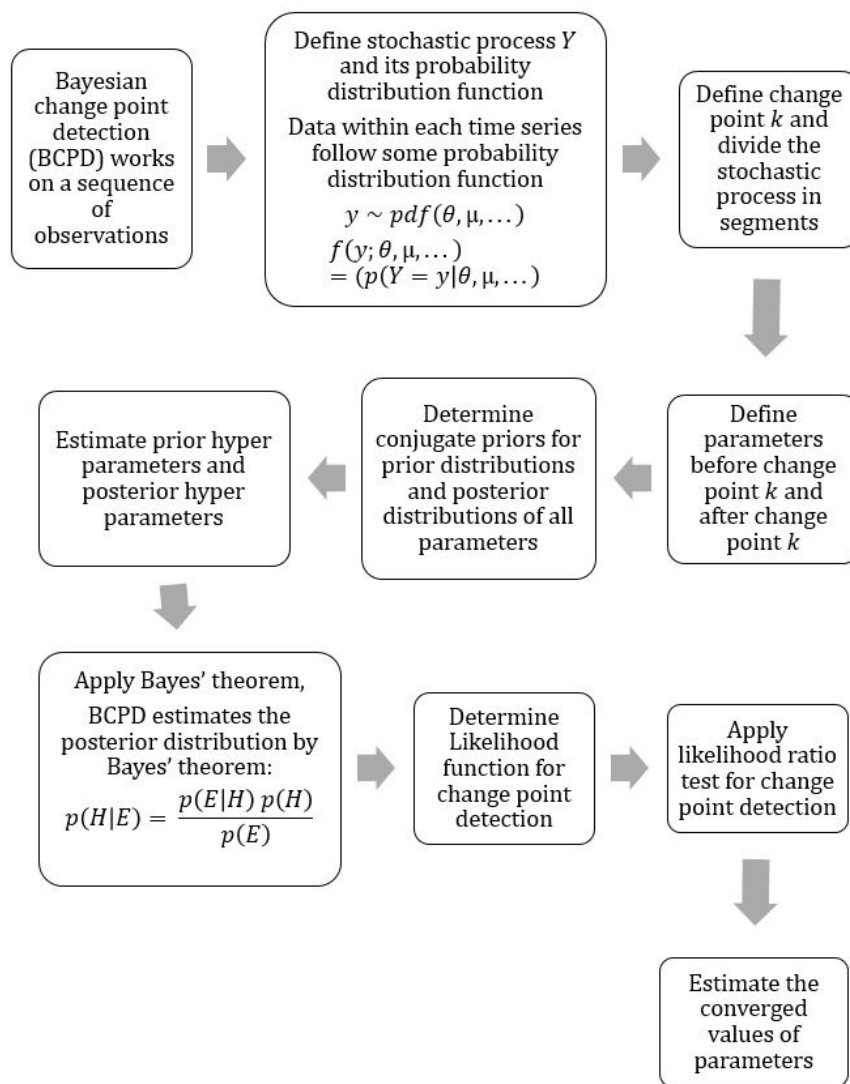 Bayesian
change point
detection
(BCPD) works
on a sequence
of
observations
Define stochastic process Y
and its probability
distribution function
Data within each time series
follow some probability
distribution function
y ~ pdf(θ, μ, … )
f(y; θ, μ, … )
= (p(Y = y|θ, μ, … )
Define change
point k and
divide the
stochastic
process in
segments
Define
parameters
before change
point k and
after change
point k
Determine
conjugate priors for
prior distributions
and posterior
distributions of all
parameters
Estimate prior hyper
parameters and
posterior hyper
parameters
Apply Bayes’ theorem,
BCPD estimates the
posterior distribution by
Bayes’ theorem:
p(H|E) = p(E|H) p(H) / p(E)
Determine
Likelihood
function for
change point
detection
Apply
likelihood ratio
test for change
point detection
Estimate the
converged
values of
parameters